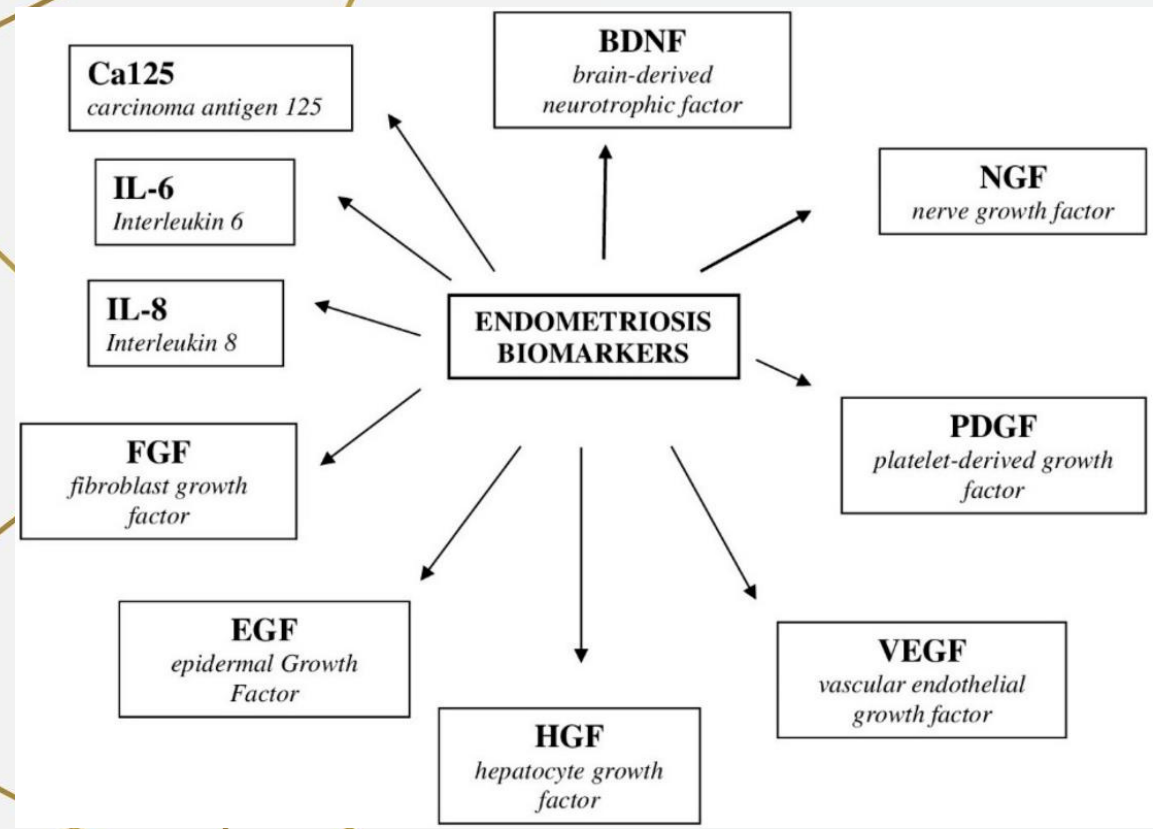 BDNF
brain-derived
neurotrophic factor
Ca125
carcinoma antigen 125
IL-6
Interleukin 6
NGF
nerve growth factor
IL-8
Interleukin 8
ENDOMETRIOSIS
BIOMARKERS
FGF
fibroblast growth
factor
PDGF
platelet-derived growth
factor
EGF
epidermal Growth
Factor
VEGF
vascular endothelial
growth factor
HGF
hepatocyte growth
factor